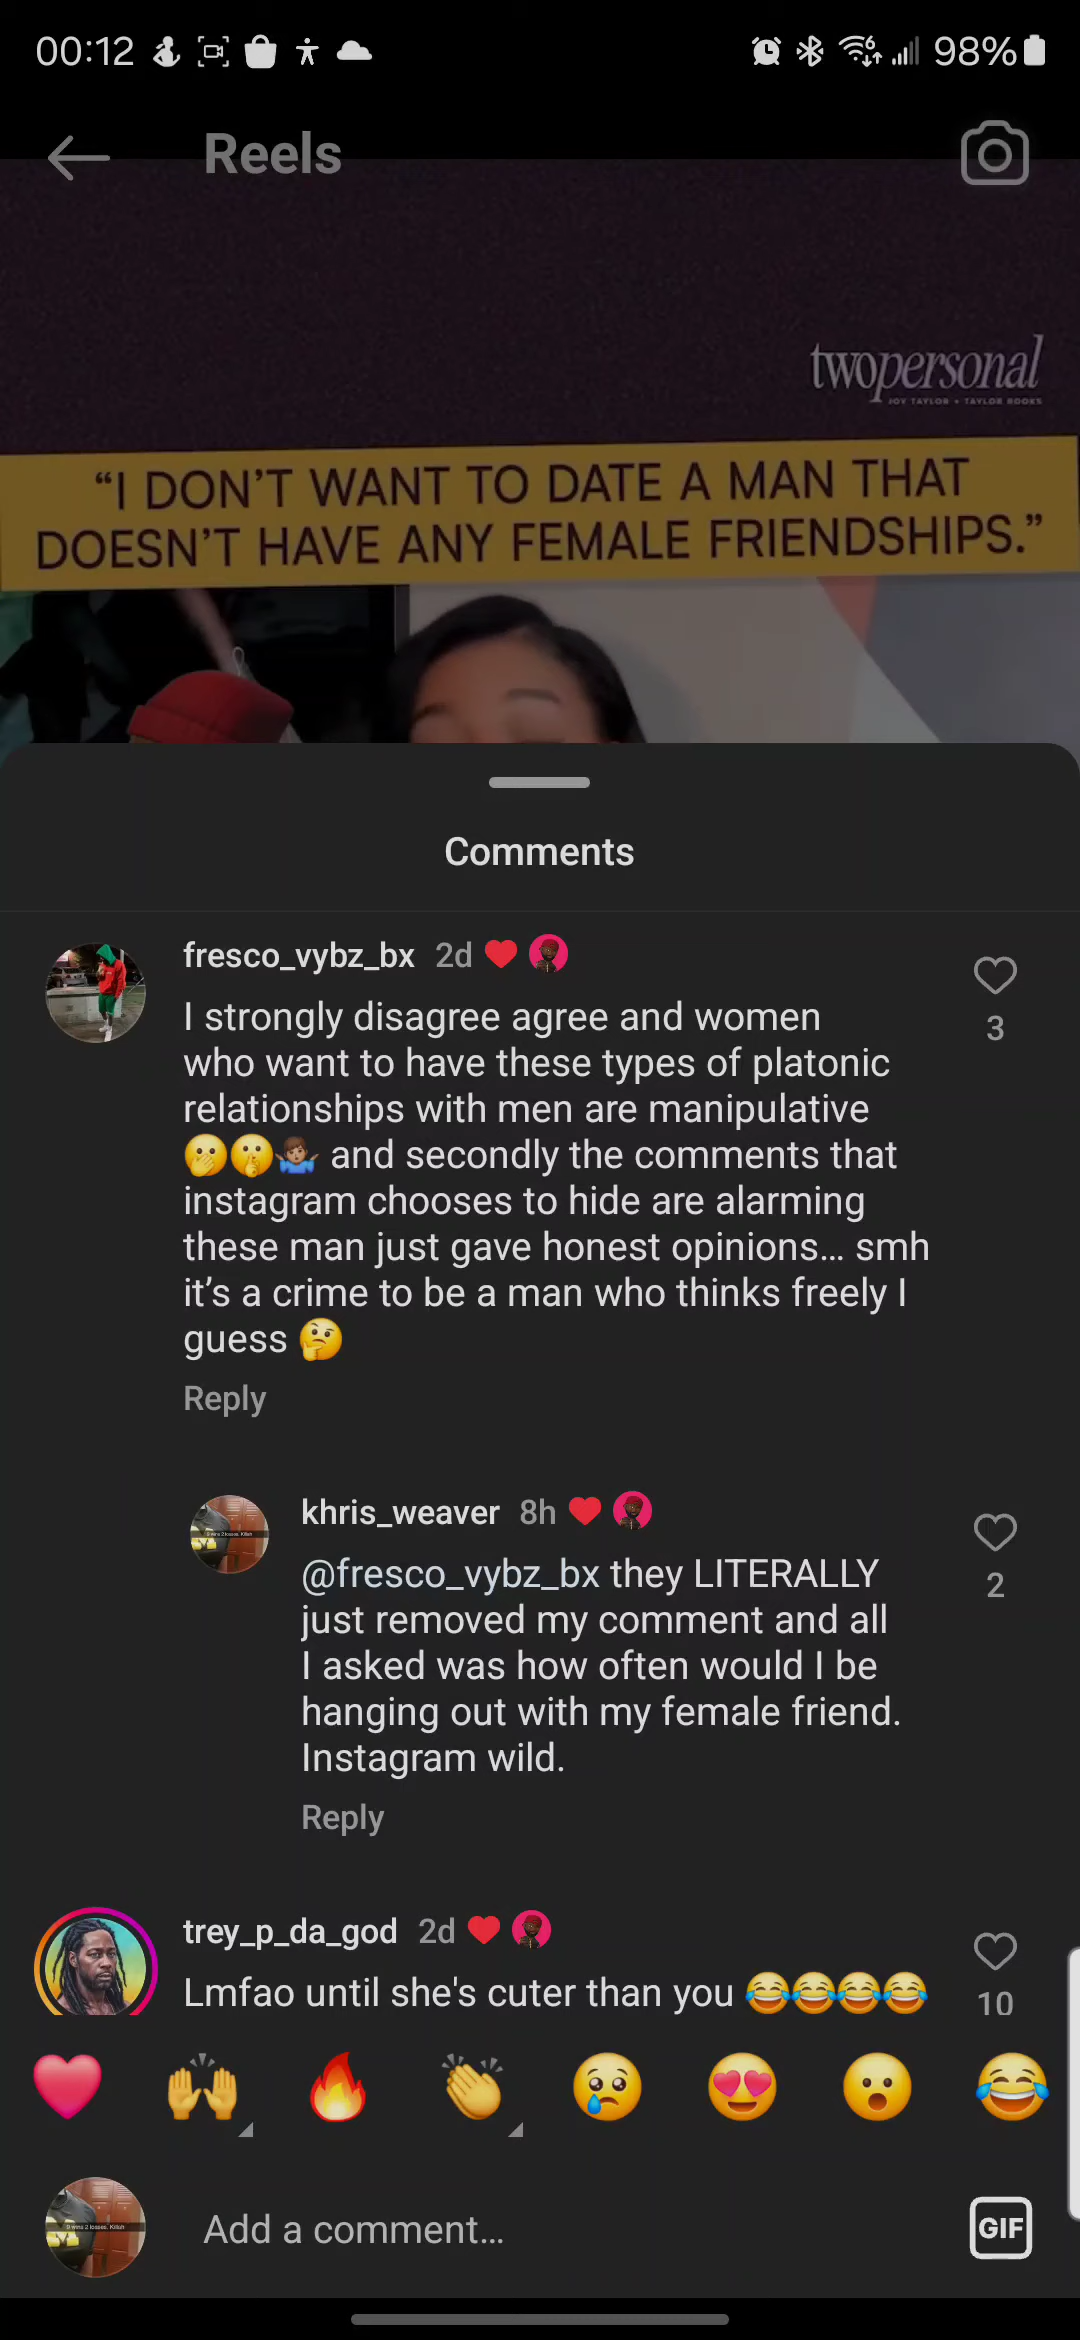 00:12
98%
Reels
twopersonal
JOY TAYLOR + TAYLOR ROOKS
“I DON’T WANT TO DATE A MAN THAT
DOESN’T HAVE ANY FEMALE FRIENDSHIPS.”
Comments
fresco_vybz_bx 2d ❤️
I strongly disagree agree and women
who want to have these types of platonic
relationships with men are manipulative
🫢🤫🤷🏽‍♂️ and secondly the comments that
instagram chooses to hide are alarming
these man just gave honest opinions... smh
it’s a crime to be a man who thinks freely I
guess 🤔
3
Reply
khris_weaver 8h ❤️
@fresco_vybz_bx they LITERALLY
just removed my comment and all
I asked was how often would I be
hanging out with my female friend.
Instagram wild.
2
Reply
trey_p_da_god 2d ❤️
Lmfao until she's cuter than you 😂😂😂😂
10
Add a comment...
GIF